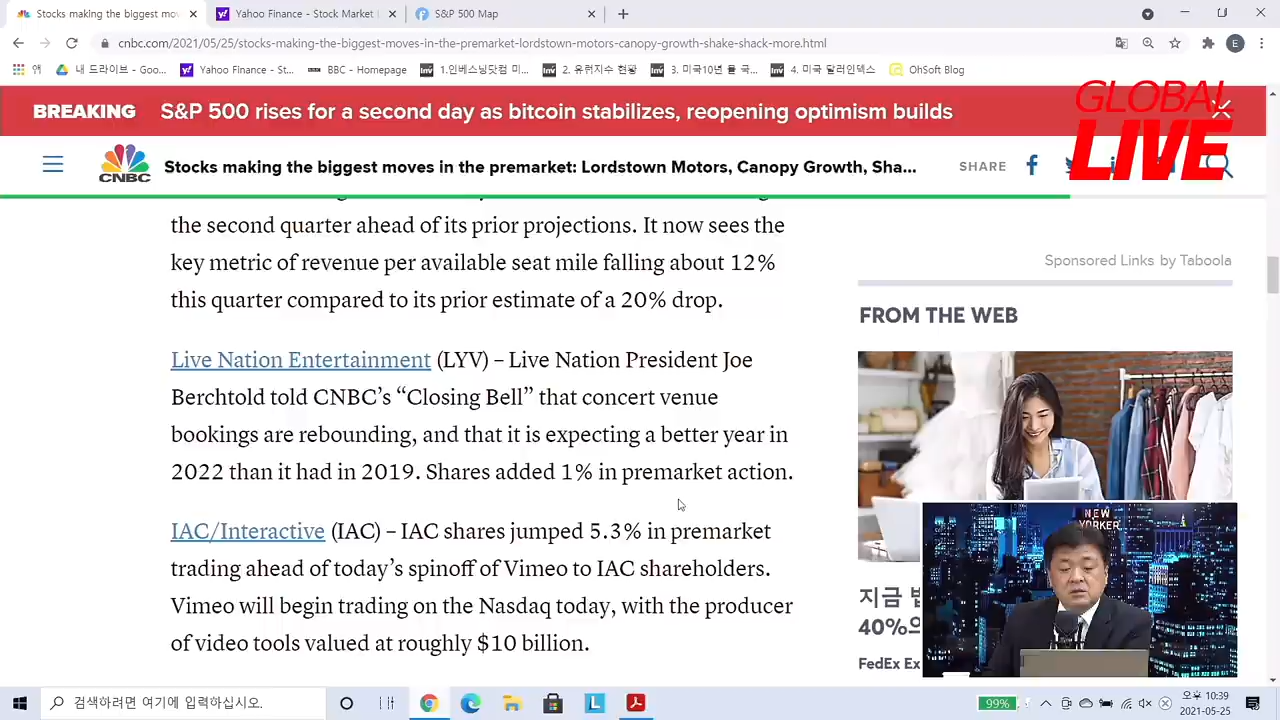 Stocks making the biggest mov
Yahoo Finance - Stock Market L
S&P 500 Map
cnbc.com/2021/05/25/stocks-making-the-biggest-moves-in-the-premarket-lordstown-motors-canopy-growth-shake-shack-more.html
E
앱
내 드라이브 - Goo...
Yahoo Finance - St...
BBC - Homepage
1.인베스팅닷컴 미...
2. 유럽지수 현황
3. 미국10년 물 국...
4. 미국 달러인덱스
OhSoft Blog
GLOBAL
LIVE
BREAKING
S&P 500 rises for a second day as bitcoin stabilizes, reopening optimism builds
CNBC
Stocks making the biggest moves in the premarket: Lordstown Motors, Canopy Growth, Sha...
SHARE
the second quarter ahead of its prior projections. It now sees the
key metric of revenue per available seat mile falling about 12%
this quarter compared to its prior estimate of a 20% drop.
Live Nation Entertainment (LYV) – Live Nation President Joe
Berchtold told CNBC’s “Closing Bell” that concert venue
bookings are rebounding, and that it is expecting a better year in
2022 than it had in 2019. Shares added 1% in premarket action.
IAC/Interactive (IAC) – IAC shares jumped 5.3% in premarket
trading ahead of today’s spinoff of Vimeo to IAC shareholders.
Vimeo will begin trading on the Nasdaq today, with the producer
of video tools valued at roughly $10 billion.
Sponsored Links by Taboola
FROM THE WEB
NEW
YORKER
지금
40%으
FedEx Ex
검색하려면 여기에 입력하십시오.
99%
오후 10:39
2021-05-25